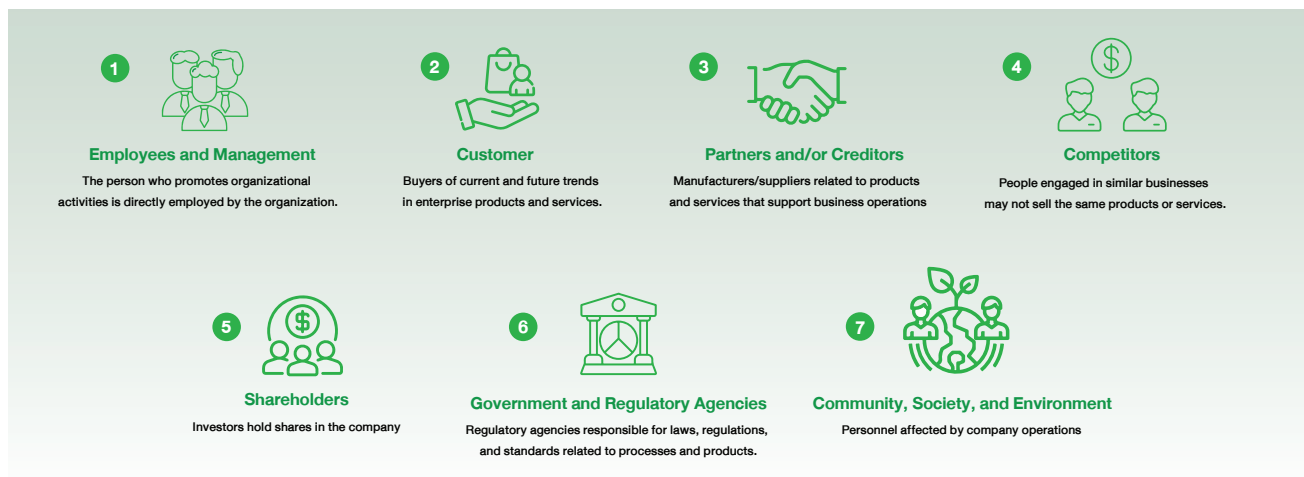 1
Employees and Management
The person who promotes organizational
activities is directly employed by the organization.
2
Customer
Buyers of current and future trends
in enterprise products and services.
3
Partners and/or Creditors
Manufacturers/suppliers related to products
and services that support business operations
4
$
Competitors
People engaged in similar businesses
may not sell the same products or services.
5
$
Shareholders
Investors hold shares in the company
6
Government and Regulatory Agencies
Regulatory agencies responsible for laws, regulations,
and standards related to processes and products.
7
Community, Society, and Environment
Personnel affected by company operations